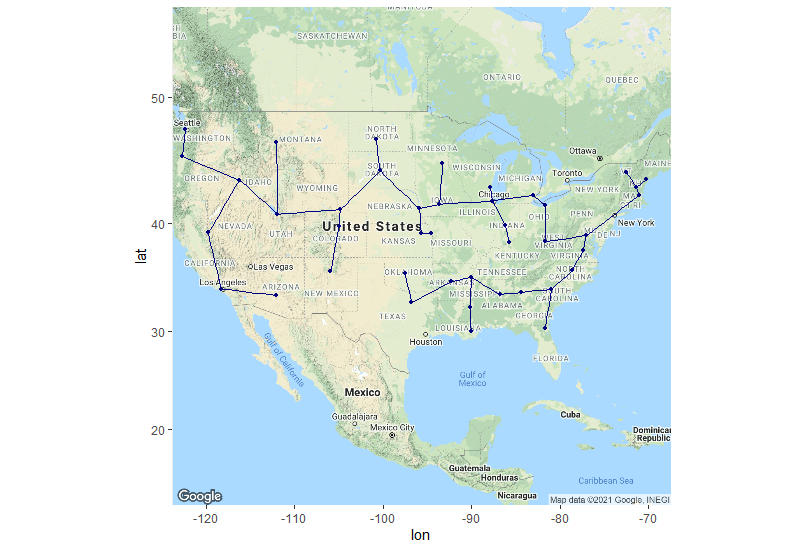 MANITOBA
SASKATCHEWAN
ONTARIO
QUEBEC
50
Seattle
WASHINGTON
MONTANA
NORTH
DAKOTA
MINNESOTA
Ottawa
MAINE
OREGON
IDAHO
SOUTH
DAKOTA
WISCONSIN
MICHIGAN
Toronto
WYOMING
NEW YORK
Chicago
IOWA
NEBRASKA
ILLINOIS
OHIO
PENN
40
NEVADA
United States
INDIANA
New York
UTAH
COLORADO
KANSAS
MISSOURI
WEST
VIRGINIA
VIRGINIA
NJ
KENTUCKY
CALIFORNIA
Las Vegas
OKLAHOMA
TENNESSEE
NORTH
CAROLINA
Los Angeles
ARIZONA
NEW MEXICO
ARKANSAS
MISSISSIPPI
SOUTH
CAROLINA
ALABAMA
TEXAS
GEORGIA
LOUISIANA
30
Houston
FLORIDA
Gulf of California
Gulf of
Mexico
Mexico
Cuba
Guadalajara
Mexico City
Dominican
Republic
20
Guatemala
Honduras
Caribbean Sea
Nicaragua
Google
Map data ©2021 Google, INEGI
-120
-110
-100
-90
-80
-70
lon
lat